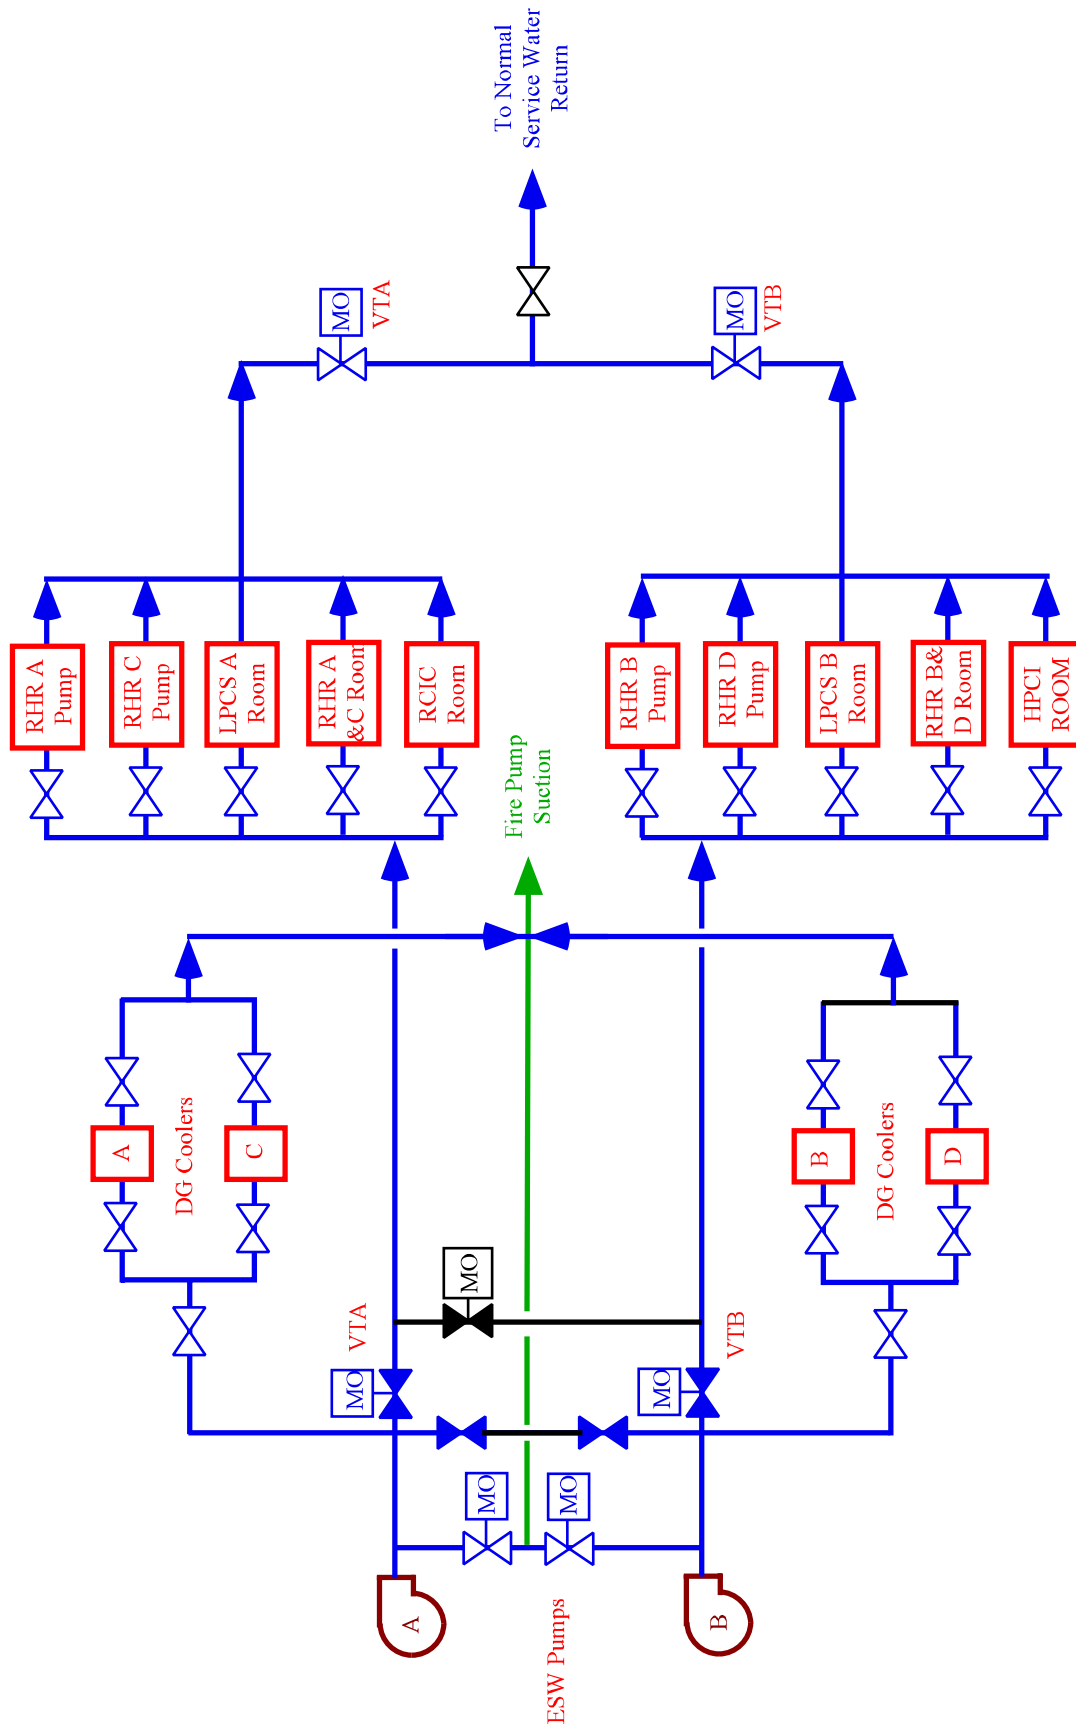 A
B
ESW Pumps
MO
MO
MO
VTA
MO
VTB
MO
A
C
DG Coolers
B
D
DG Coolers
Fire Pump
Suction
RHR A
Pump
RHR C
Pump
LPCS A
Room
RHR A
&C Room
RCIC
Room
RHR B
Pump
RHR D
Pump
LPCS B
Room
RHR B&
D Room
HPCI
ROOM
MO
VTA
MO
VTB
To Normal
Service Water
Return